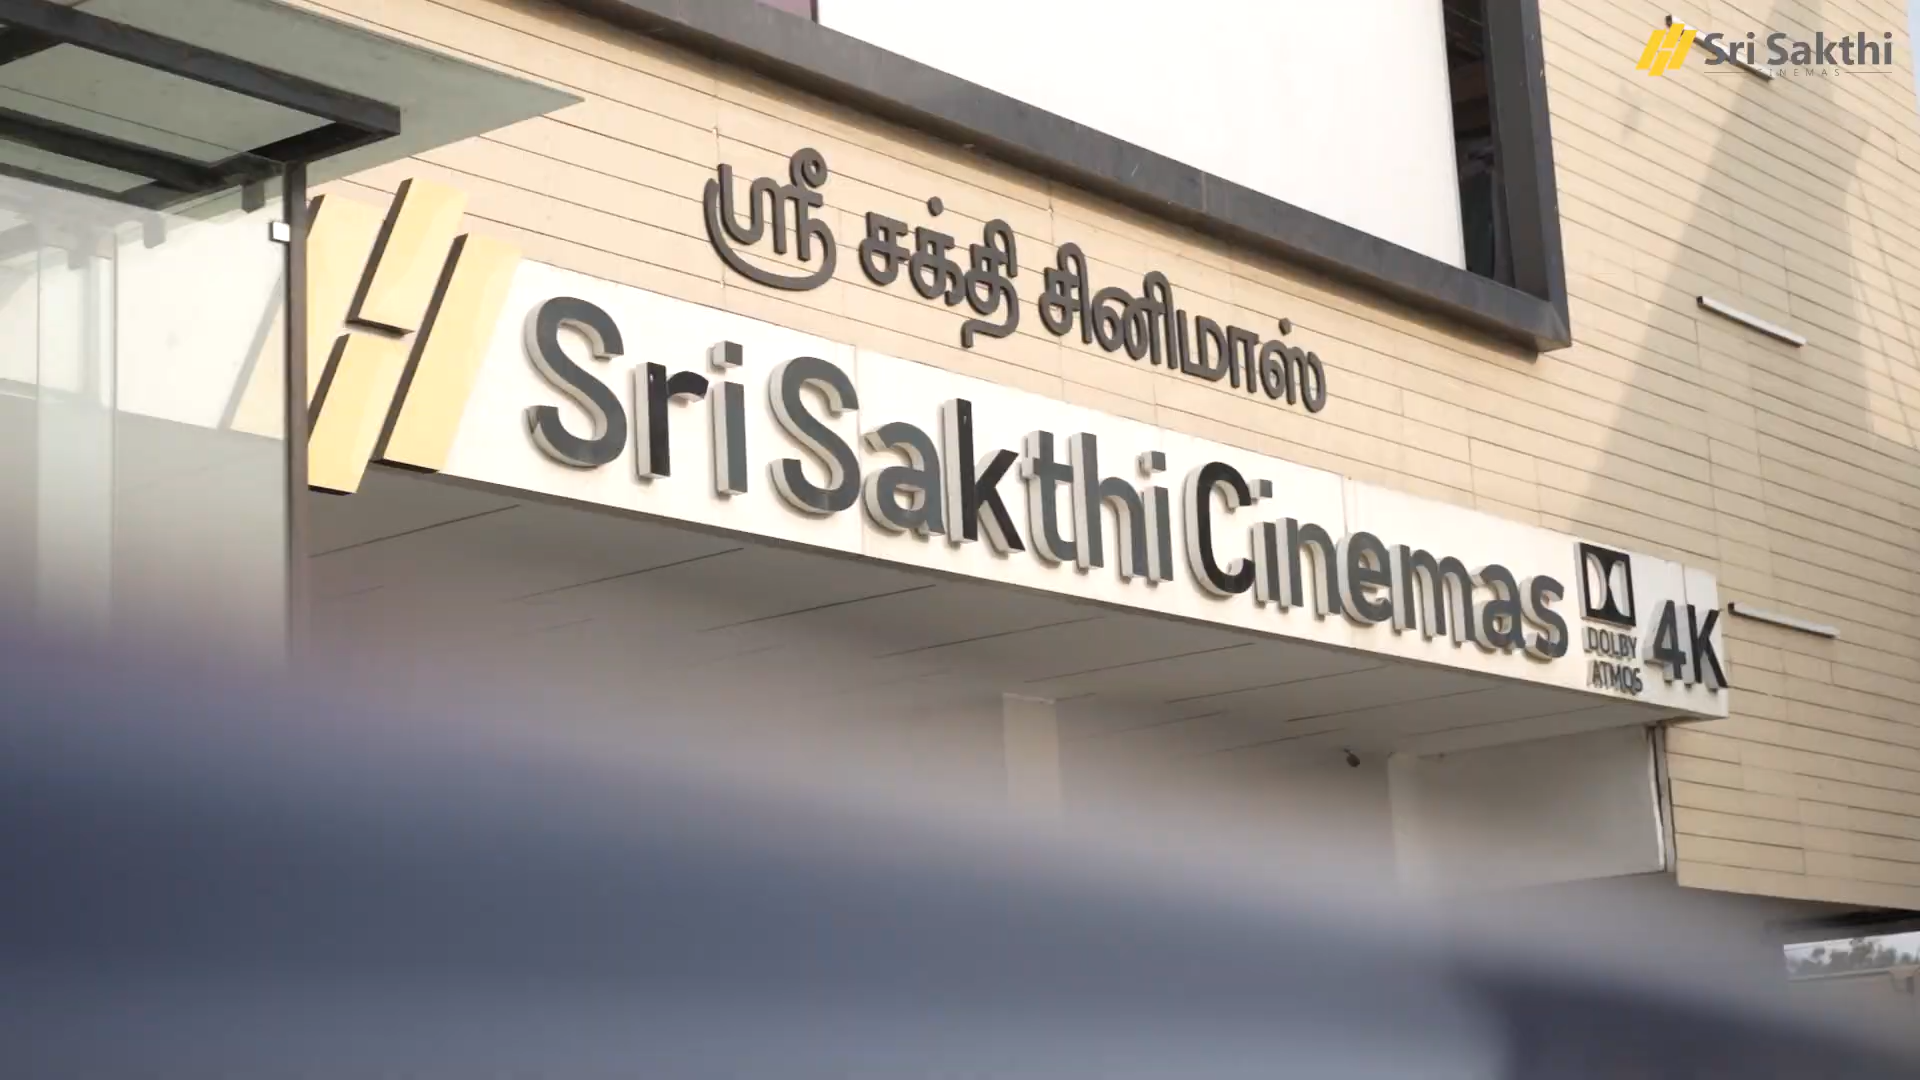 Sri Sakthi
CINEMAS
ஸ்ரீ சக்தி சினிமாஸ்
Sri Sakthi Cinemas
DOLBY
ATMOS
4K